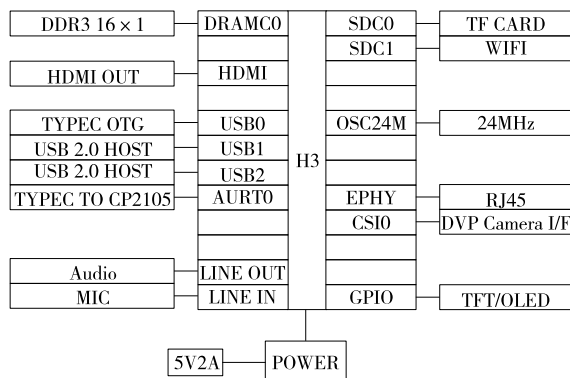 DDR3 16 × 1 DRAMC0 SDC0 TF CARD
SDC1 WIFI
HDMI OUT HDMI
TYPEC OTG USB0 OSC24M 24MHz
USB 2.0 HOST USB1
H3
USB 2.0 HOST USB2
TYPEC TO CP2105 AURT0 EPHY RJ45
CSI0 DVP Camera I/F
Audio LINE OUT
MIC LINE IN GPIO TFT/OLED
5V2A POWER